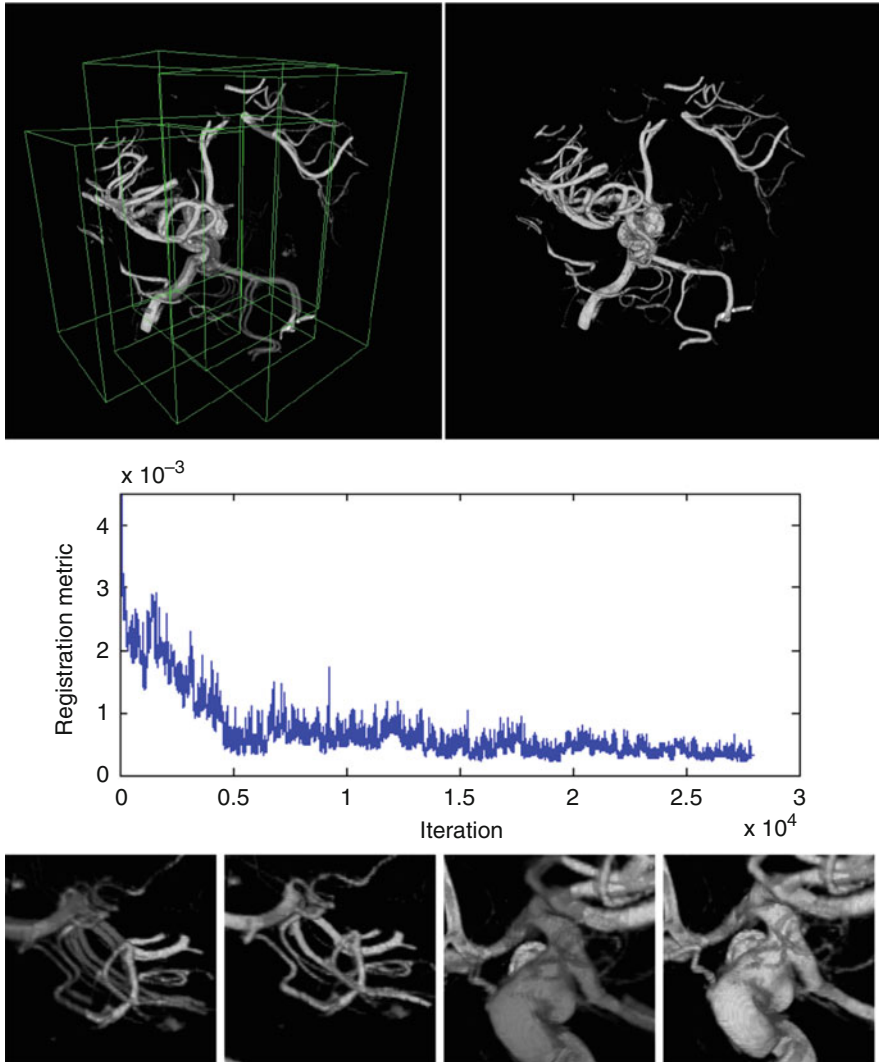 x 10⁻³
4
3
2
1
0
Registration metric
0 0.5 1 1.5 2 2.5 3
Iteration
x 10⁴